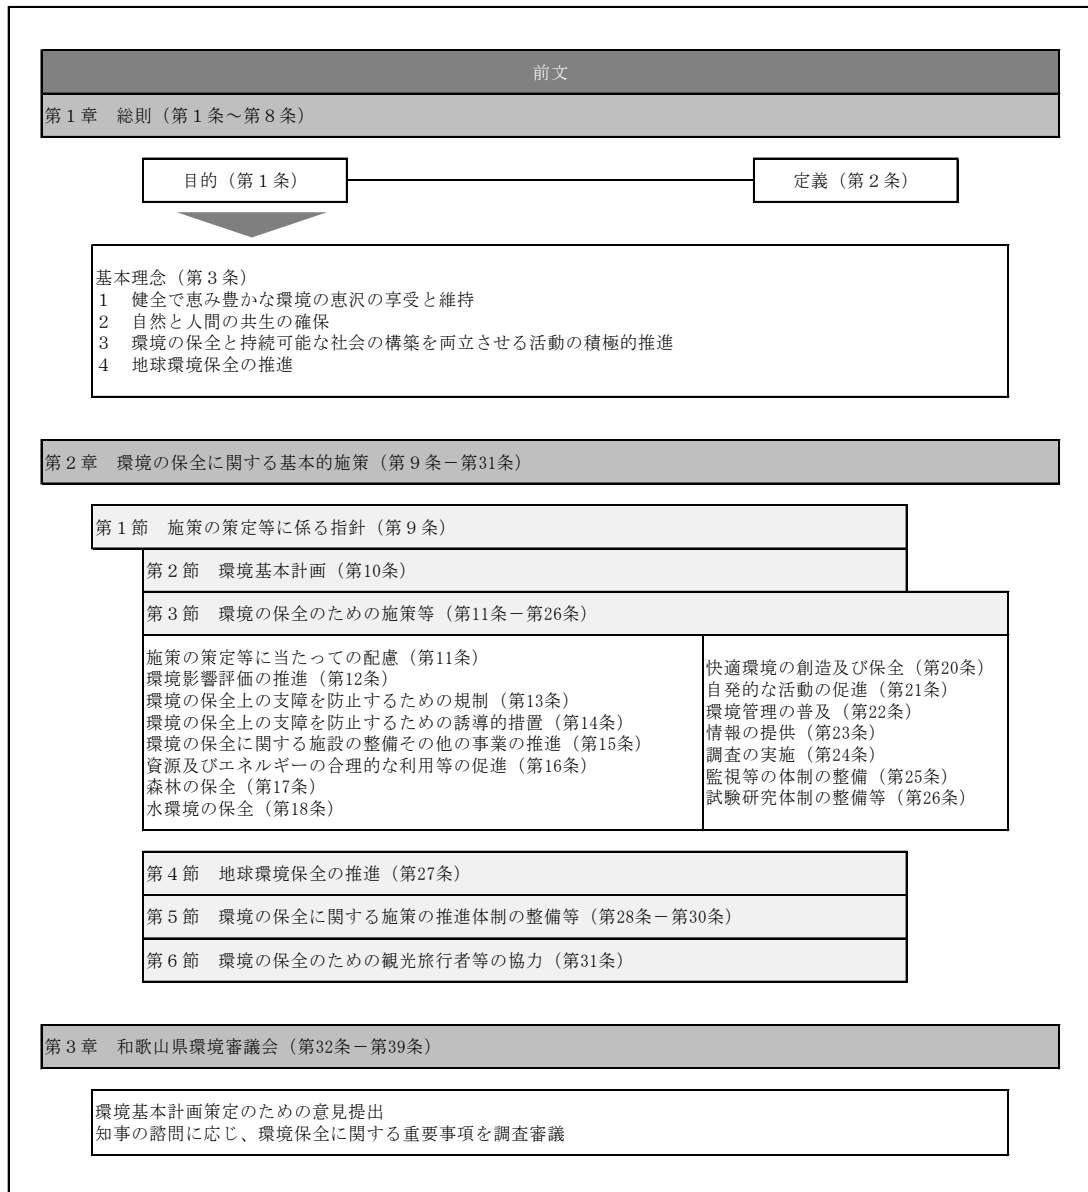 前文
第１章　総則（第１条～第８条）
目的（第１条）
定義（第２条）
基本理念（第３条）
１　健全で恵み豊かな環境の恵沢の享受と維持
２　自然と人間の共生の確保
３　環境の保全と持続可能な社会の構築を両立させる活動の積極的推進
４　地球環境保全の推進
第２章　環境の保全に関する基本的施策（第９条－第31条）
第１節　施策の策定等に係る指針（第９条）
第２節　環境基本計画（第10条）
第３節　環境の保全のための施策等（第11条－第26条）
施策の策定等に当たっての配慮（第11条）
環境影響評価の推進（第12条）
環境の保全上の支障を防止するための規制（第13条）
環境の保全上の支障を防止するための誘導的措置（第14条）
環境の保全に関する施設の整備その他の事業の推進（第15条）
資源及びエネルギーの合理的な利用等の促進（第16条）
森林の保全（第17条）
水環境の保全（第18条）
快適環境の創造及び保全（第20条）
自発的な活動の促進（第21条）
環境管理の普及（第22条）
情報の提供（第23条）
調査の実施（第24条）
監視等の体制の整備（第25条）
試験研究体制の整備等（第26条）
第４節　地球環境保全の推進（第27条）
第５節　環境の保全に関する施策の推進体制の整備等（第28条－第30条）
第６節　環境の保全のための観光旅行者等の協力（第31条）
第３章　和歌山県環境審議会（第32条－第39条）
環境基本計画策定のための意見提出
知事の諮問に応じ、環境保全に関する重要事項を調査審議